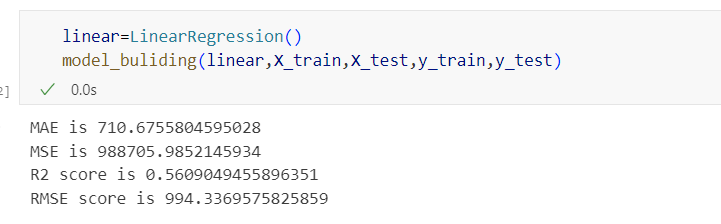 linear=LinearRegression()
model_buliding(linear,X_train,X_test,y_train,y_test)
0.0s
MAE is 710.6755804595028
MSE is 988705.9852145934
R2 score is 0.5609049455896351
RMSE score is 994.3369575825859